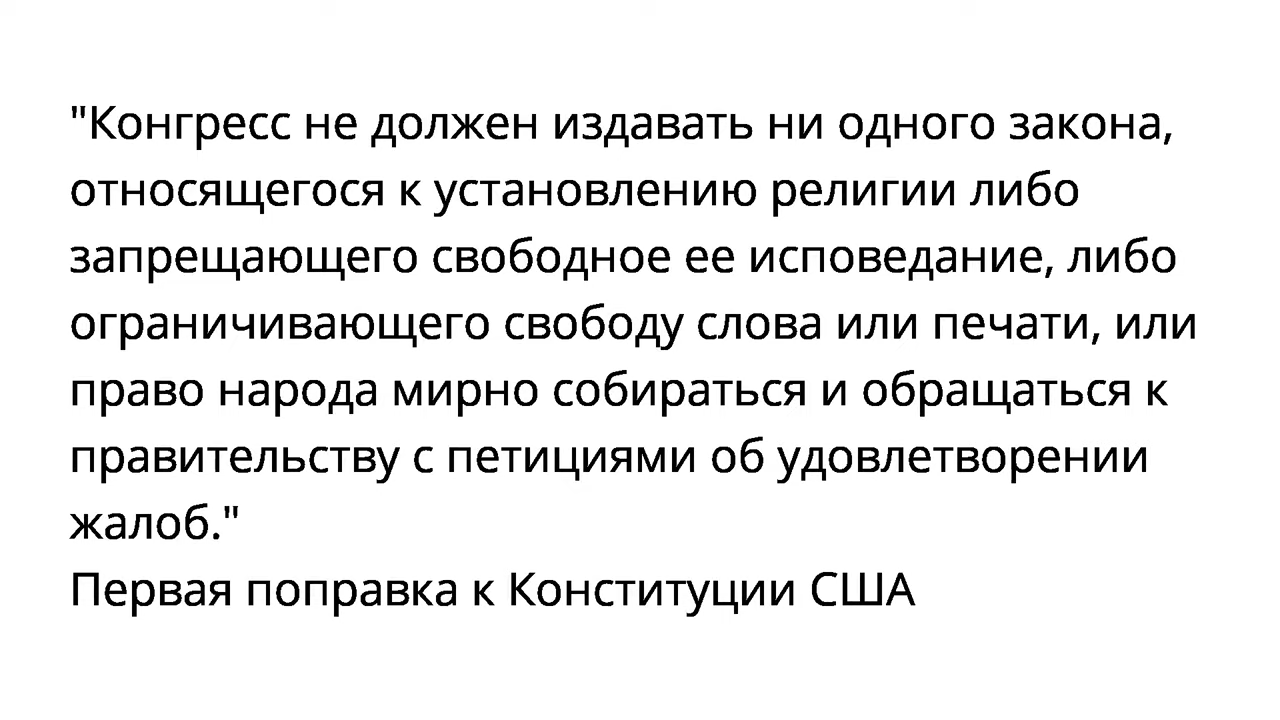 "Конгресс не должен издавать ни одного закона,
относящегося к установлению религии либо
запрещающего свободное ее исповедание, либо
ограничивающего свободу слова или печати, или
право народа мирно собираться и обращаться к
правительству с петициями об удовлетворении
жалоб."
Первая поправка к Конституции США